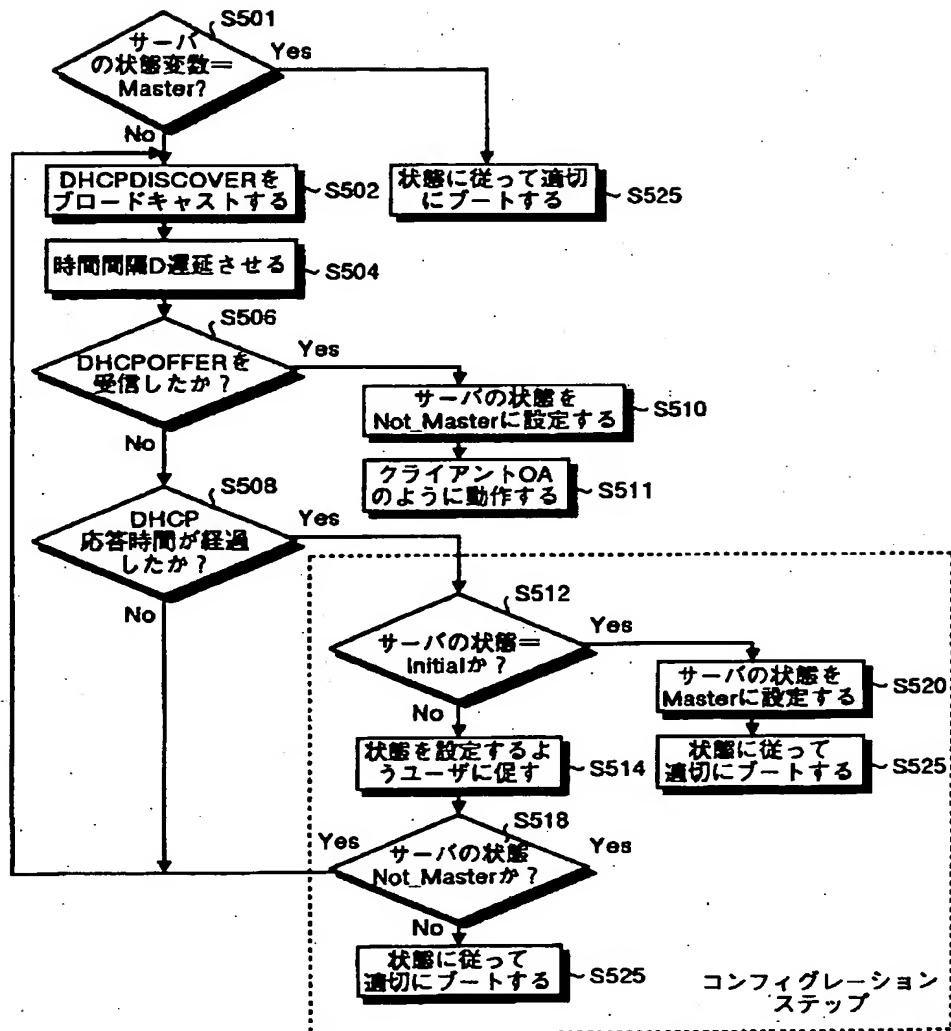 S501
サーバ
の状態変数=
Master?
Yes
No
DHCPDISCOVERを
ブロードキャストする
S502
状態に従って適切
にブートする
S525
時間間隔D遅延させる
S504
S506
DHCPOFFERを
受信したか?
Yes
No
サーバの状態を
Not_Masterに設定する
S510
クライアントOA
のように動作する
S511
S508
DHCP
応答時間が経過
したか?
Yes
No
S512
サーバの状態=
Initialか?
Yes
No
サーバの状態を
Masterに設定する
S520
状態を設定するよ
うユーザに促す
S514
状態に従って
適切にブートする
S525
S518
Yes
サーバの状態
Not_Masterか?
Yes
No
状態に従って
適切にブートする
S525
コンフィグレーション
ステップ